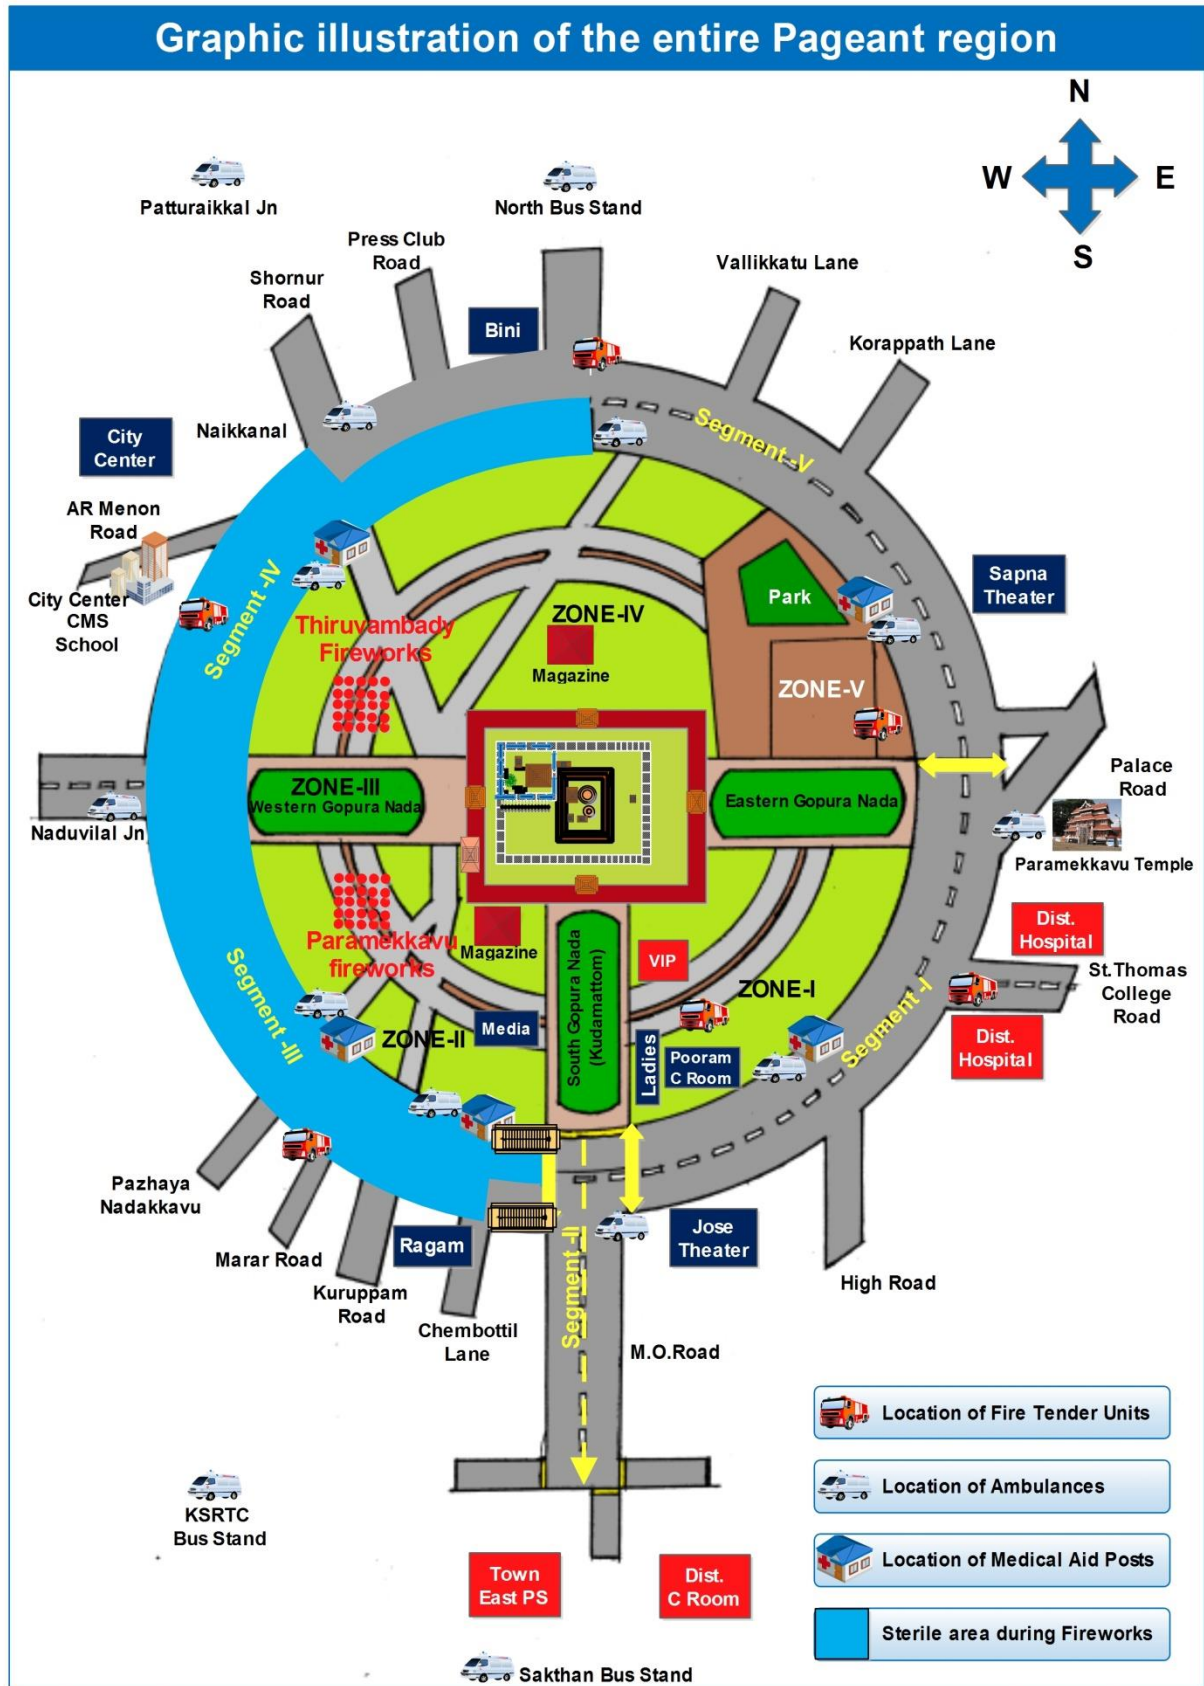 Graphic illustration of the entire Pageant region
N
W
E
S
Patturaikkal Jn
North Bus Stand
Press Club
Road
Vallikkatu Lane
Shornur
Road
Bini
Korappath Lane
Naikkanal
City
Center
Segment -V
AR Menon
Road
Segment -IV
City Center
CMS
School
Thiruvambady
Fireworks
ZONE-IV
Magazine
Park
Sapna
Theater
ZONE-V
ZONE-III
Western Gopura Nada
Eastern Gopura Nada
Palace
Road
Naduvilal Jn
Paramekkavu Temple
Paramekkavu
fireworks
Magazine
South Gopura Nada
(Kudamattom)
VIP
Dist.
Hospital
Segment -III
ZONE-II
Media
ZONE-I
Segment -I
St.Thomas
College
Road
Ladies
Pooram
C Room
Dist.
Hospital
Pazhaya
Nadakkavu
Marar Road
Ragam
Segment -II
Jose
Theater
Kuruppam
Road
Chembottil
Lane
High Road
M.O.Road
KSRTC
Bus Stand
Town
East PS
Dist.
C Room
Sakthan Bus Stand
Location of Fire Tender Units
Location of Ambulances
Location of Medical Aid Posts
Sterile area during Fireworks